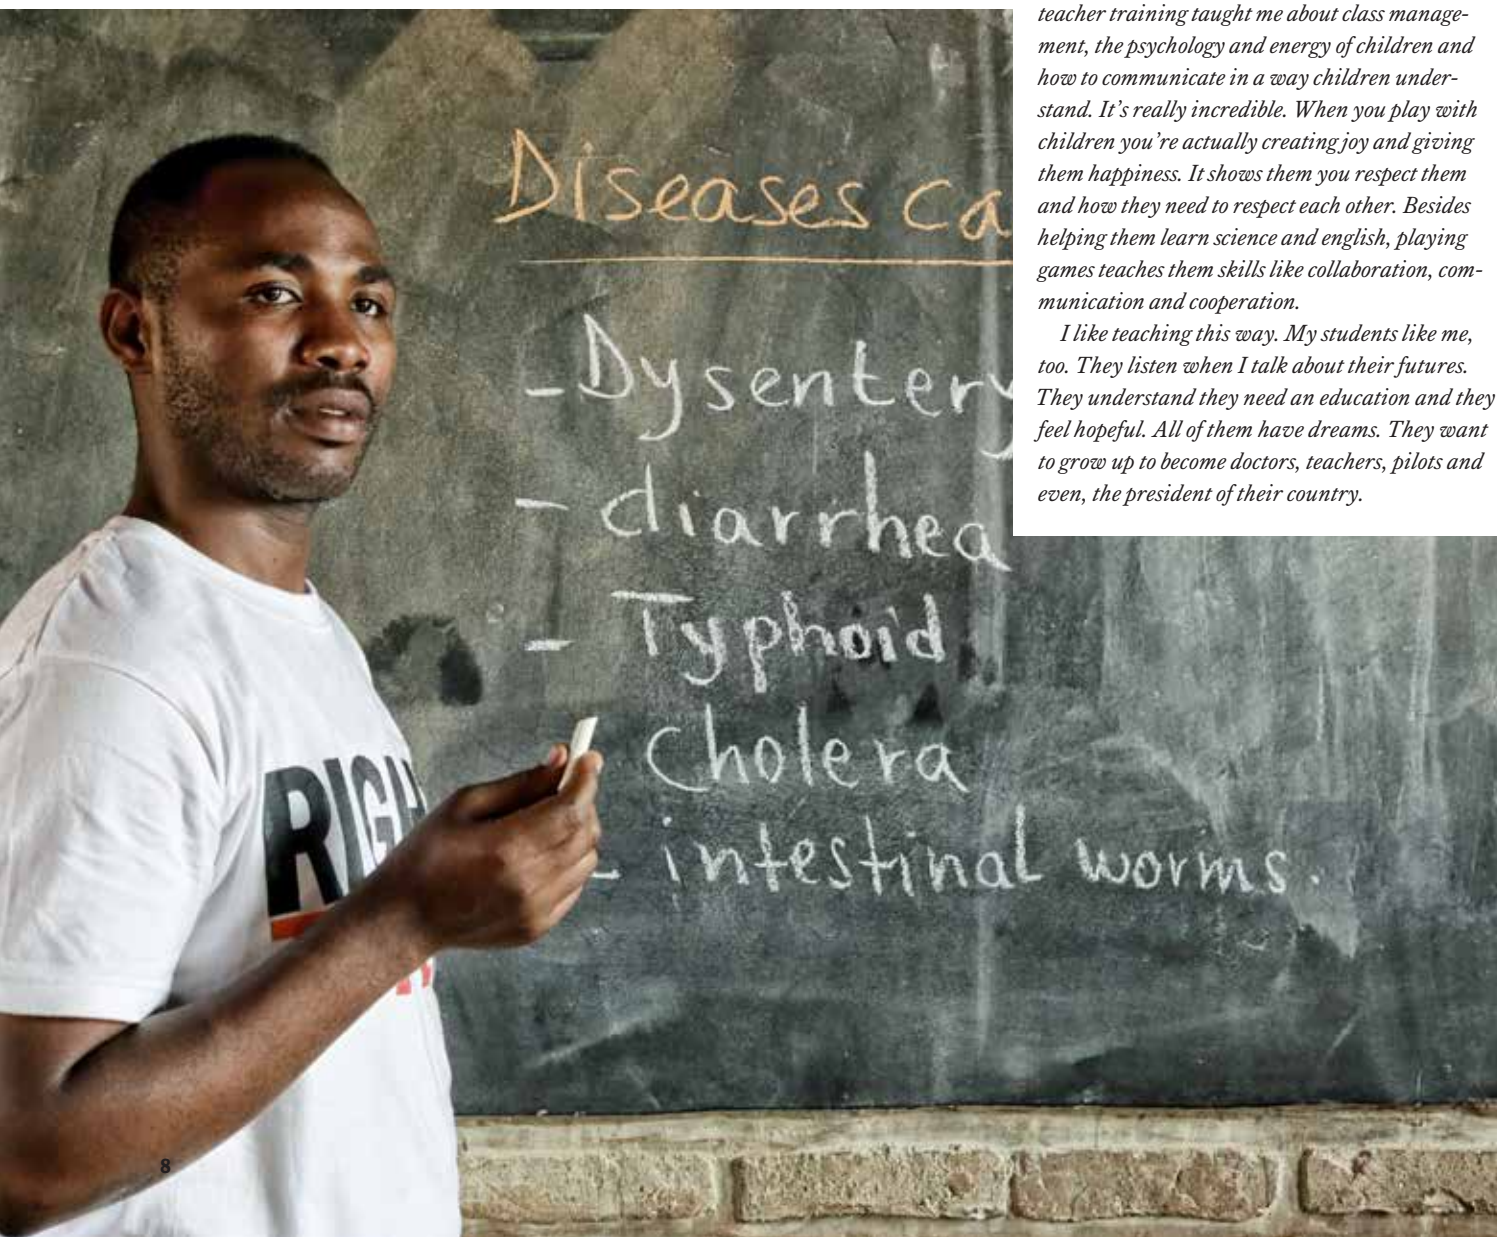 teacher training taught me about class manage-
ment, the psychology and energy of children and
how to communicate in a way children under-
stand. It's really incredible. When you play with
children you're actually creating joy and giving
them happiness. It shows them you respect them
and how they need to respect each other. Besides
helping them learn science and english, playing
games teaches them skills like collaboration, com-
munication and cooperation.
I like teaching this way. My students like me,
too. They listen when I talk about their futures.
They understand they need an education and they
feel hopeful. All of them have dreams. They want
to grow up to become doctors, teachers, pilots and
even, the president of their country.
Diseases ca
- Dysentery
- diarrhea
- Typhoid
Cholera
- intestinal worms.
RIGH
8